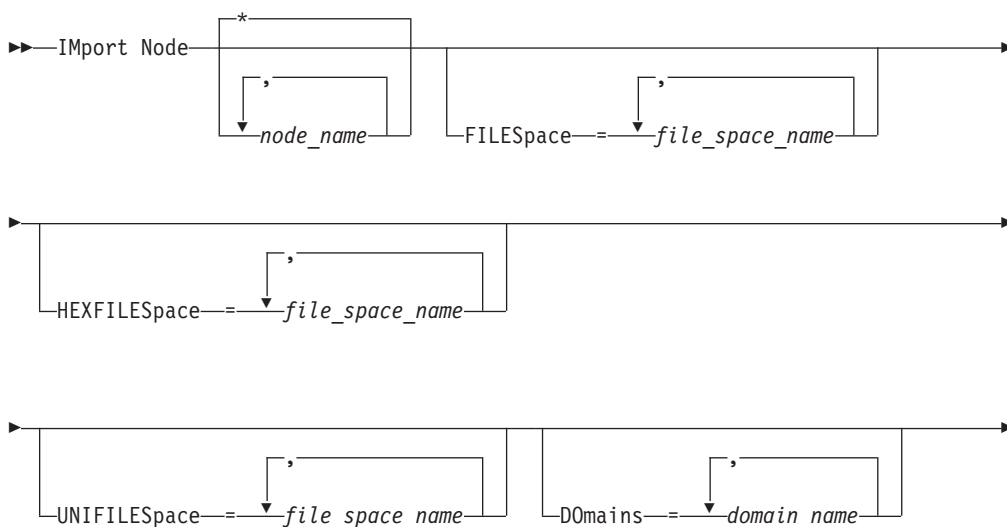 *
IMport Node
,
,
node_name
FILESpace = file_space_name
,
HEXFILESpace = file_space_name
,
,
UNIFILESpace = file_space_name
DOmains = domain_name